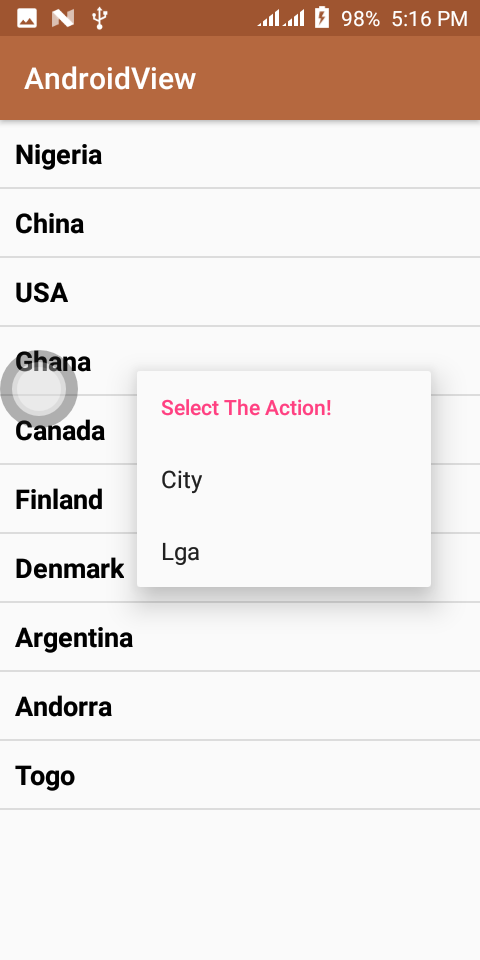 98% 5:16 PM
AndroidView
Nigeria
China
USA
Ghana
Canada
Finland
Denmark
Argentina
Andorra
Togo
Select The Action!
City
Lga